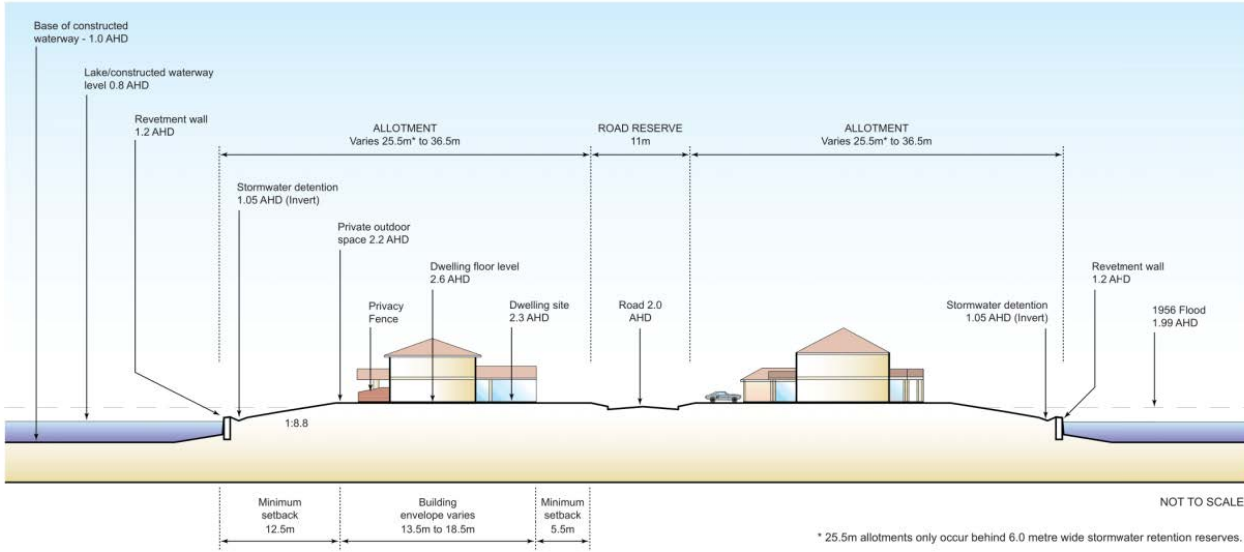 Base of constructed
waterway - 1.0 AHD
Lake/constructed waterway
level 0.8 AHD
Revetment wall
1.2 AHD
ALLOTMENT
Varies 25.5m* to 36.5m
ROAD RESERVE
11m
ALLOTMENT
Varies 25.5m* to 36.5m
Stormwater detention
1.05 AHD (Invert)
Private outdoor
space 2.2 AHD
Dwelling floor level
2.6 AHD
Privacy
Fence
Dwelling site
2.3 AHD
Road 2.0
AHD
Stormwater detention
1.05 AHD (Invert)
Revetment wall
1.2 AHD
1956 Flood
1.99 AHD
1:8.8
Minimum
setback
12.5m
Building
envelope varies
13.5m to 18.5m
Minimum
setback
5.5m
NOT TO SCALE
* 25.5m allotments only occur behind 6.0 metre wide stormwater retention reserves.